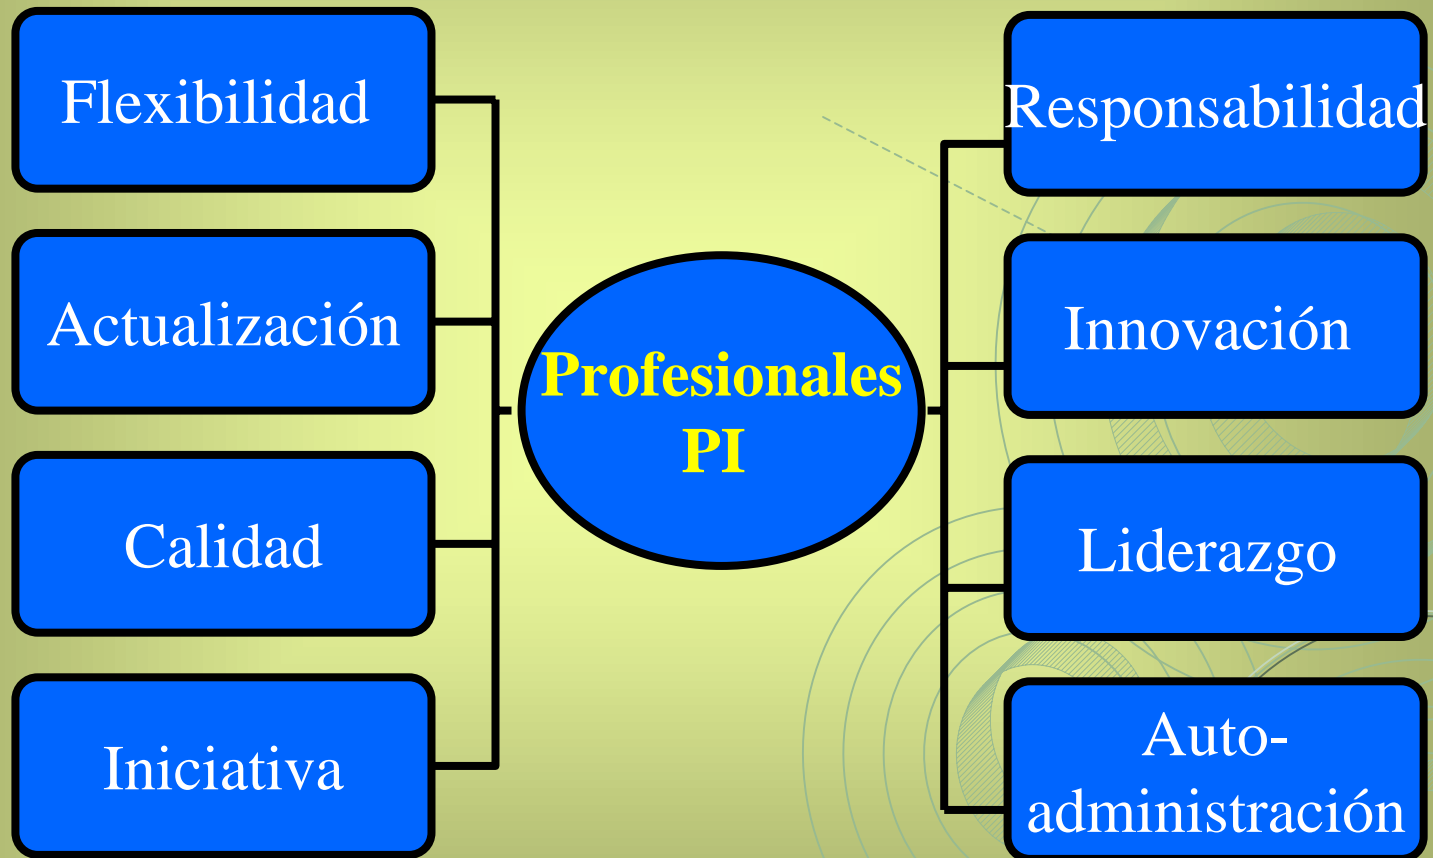 Flexibilidad
Actualización
Calidad
Iniciativa
Profesionales
PI
Responsabilidad
Innovación
Liderazgo
Auto-
administración